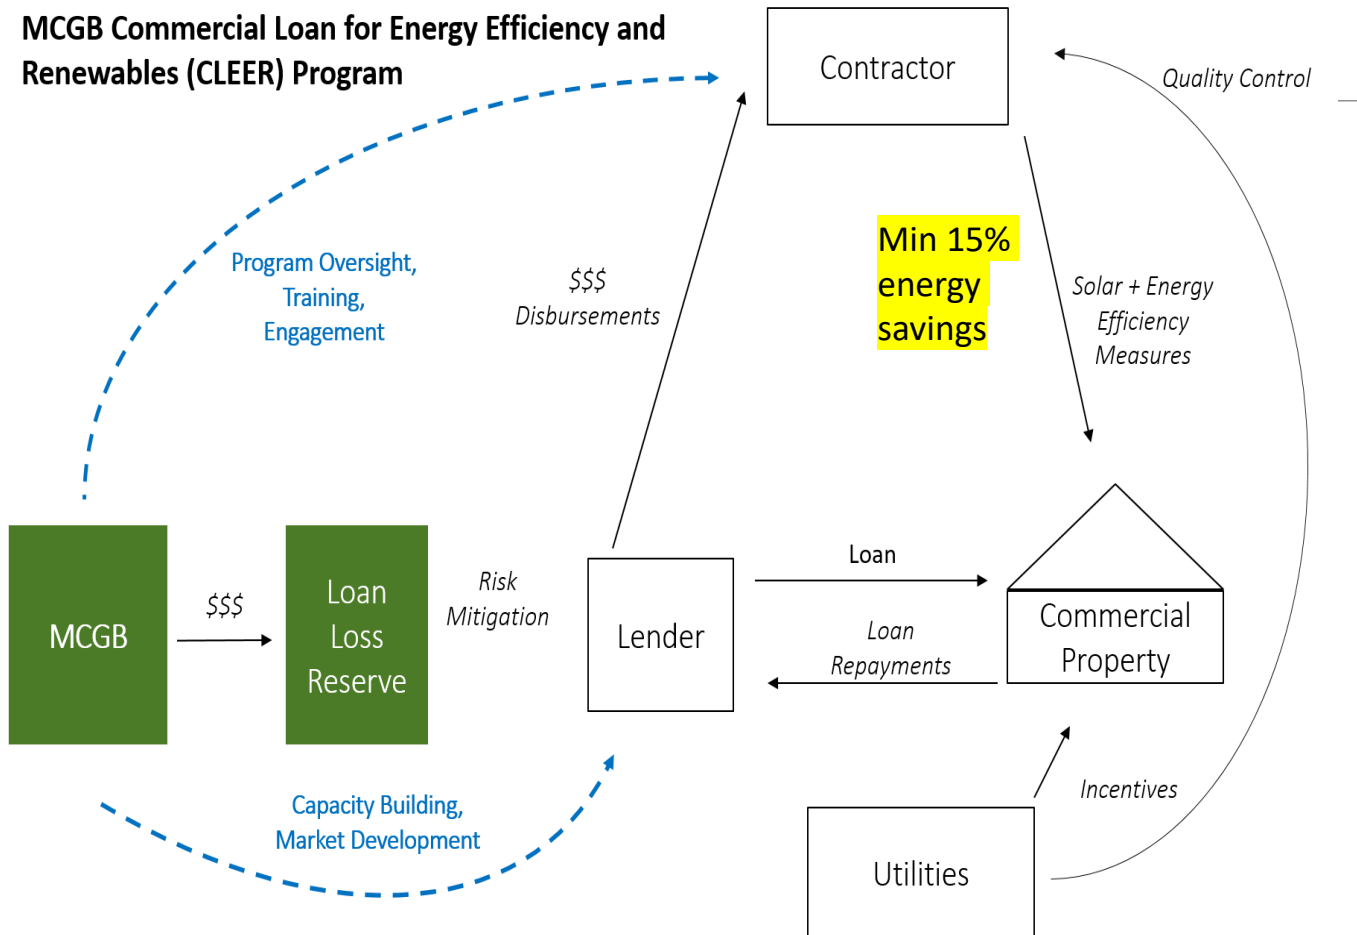 MCGB Commercial Loan for Energy Efficiency and
Renewables (CLEER) Program
Contractor
Quality Control
Program Oversight,
Training,
Engagement
$$$
Disbursements
Min 15%
energy
savings
Solar + Energy
Efficiency
Measures
MCGB
$$$
Loan
Loss
Reserve
Risk
Mitigation
Lender
Loan
Loan
Repayments
Commercial
Property
Capacity Building,
Market Development
Incentives
Utilities